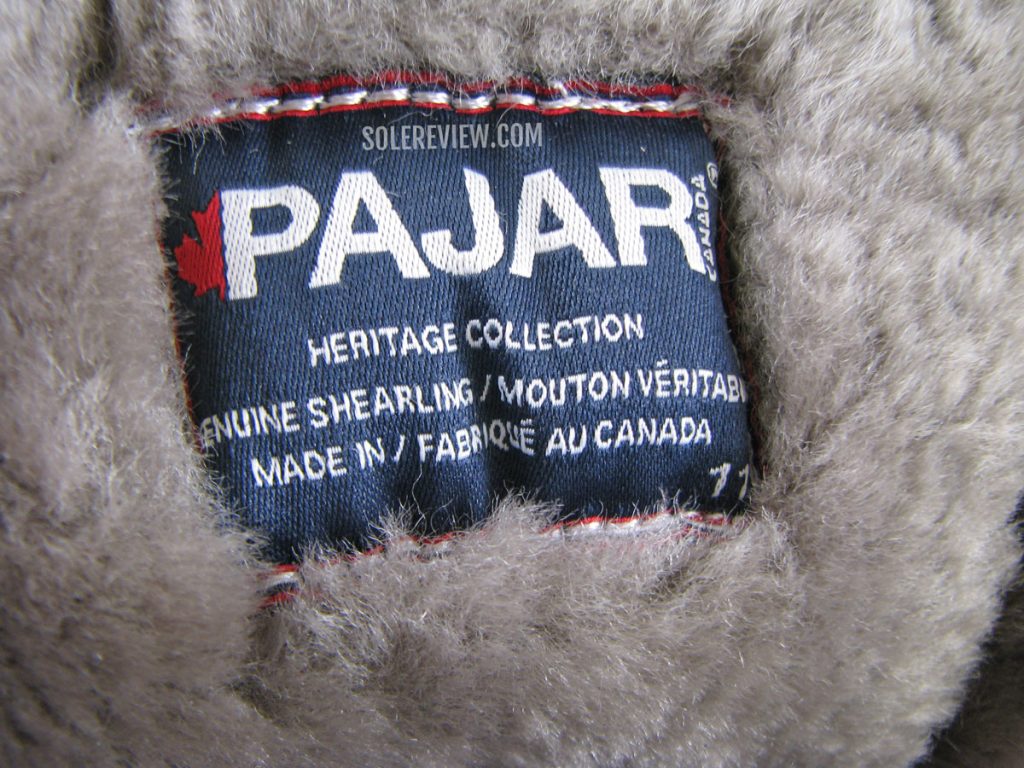 SOLEREVIEW.COM
PAJAR
CANADA ®
HERITAGE COLLECTION
ENUINE SHEARLING / MOUTON VÉRITAB
MADE IN / FABRIQUÉ AU CANADA